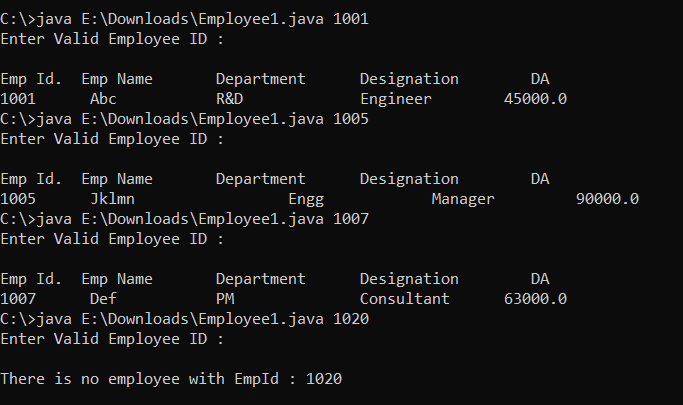 C:\>java E:\Downloads\Employee1.java 1001
Enter Valid Employee ID :
Emp Id.  Emp Name       Department      Designation        DA
1001      Abc           R&D             Engineer        45000.0
C:\>java E:\Downloads\Employee1.java 1005
Enter Valid Employee ID :
Emp Id.  Emp Name       Department      Designation        DA
1005      Jklmn                 Engg            Manager         90000.0
C:\>java E:\Downloads\Employee1.java 1007
Enter Valid Employee ID :
Emp Id.  Emp Name       Department      Designation        DA
1007      Def           PM              Consultant      63000.0
C:\>java E:\Downloads\Employee1.java 1020
Enter Valid Employee ID :
There is no employee with EmpId : 1020